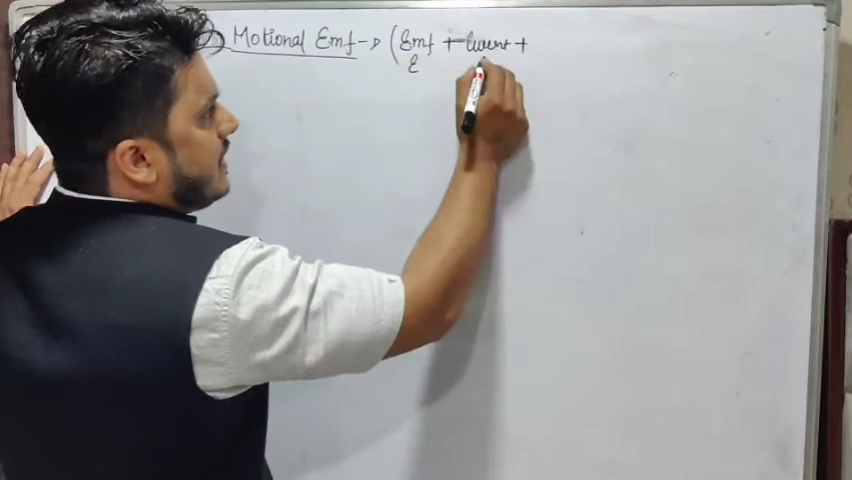 Motional Emf → (Emf + Current +
ε